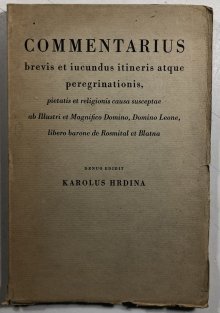 COMMENTARIUS
brevis et iucundus itineris atque
peregrinationis,
pietatis et religionis causa susceptae
ab Illustri et Magnifico Domino, Domino Leone,
libero barone de Rosmital et Blatna
DENUO EDIDIT
KAROLUS HRDINA